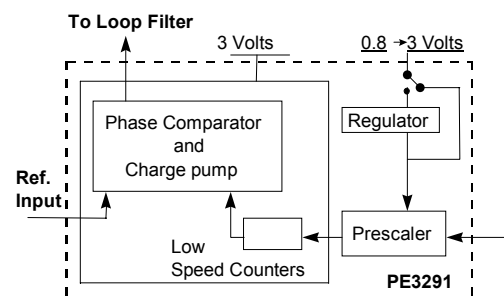 To Loop Filter
3 Volts
0.8 → 3 Volts
Phase Comparator
and
Charge pump
Regulator
Ref.
Input
Prescaler
Low
Speed Counters
PE3291